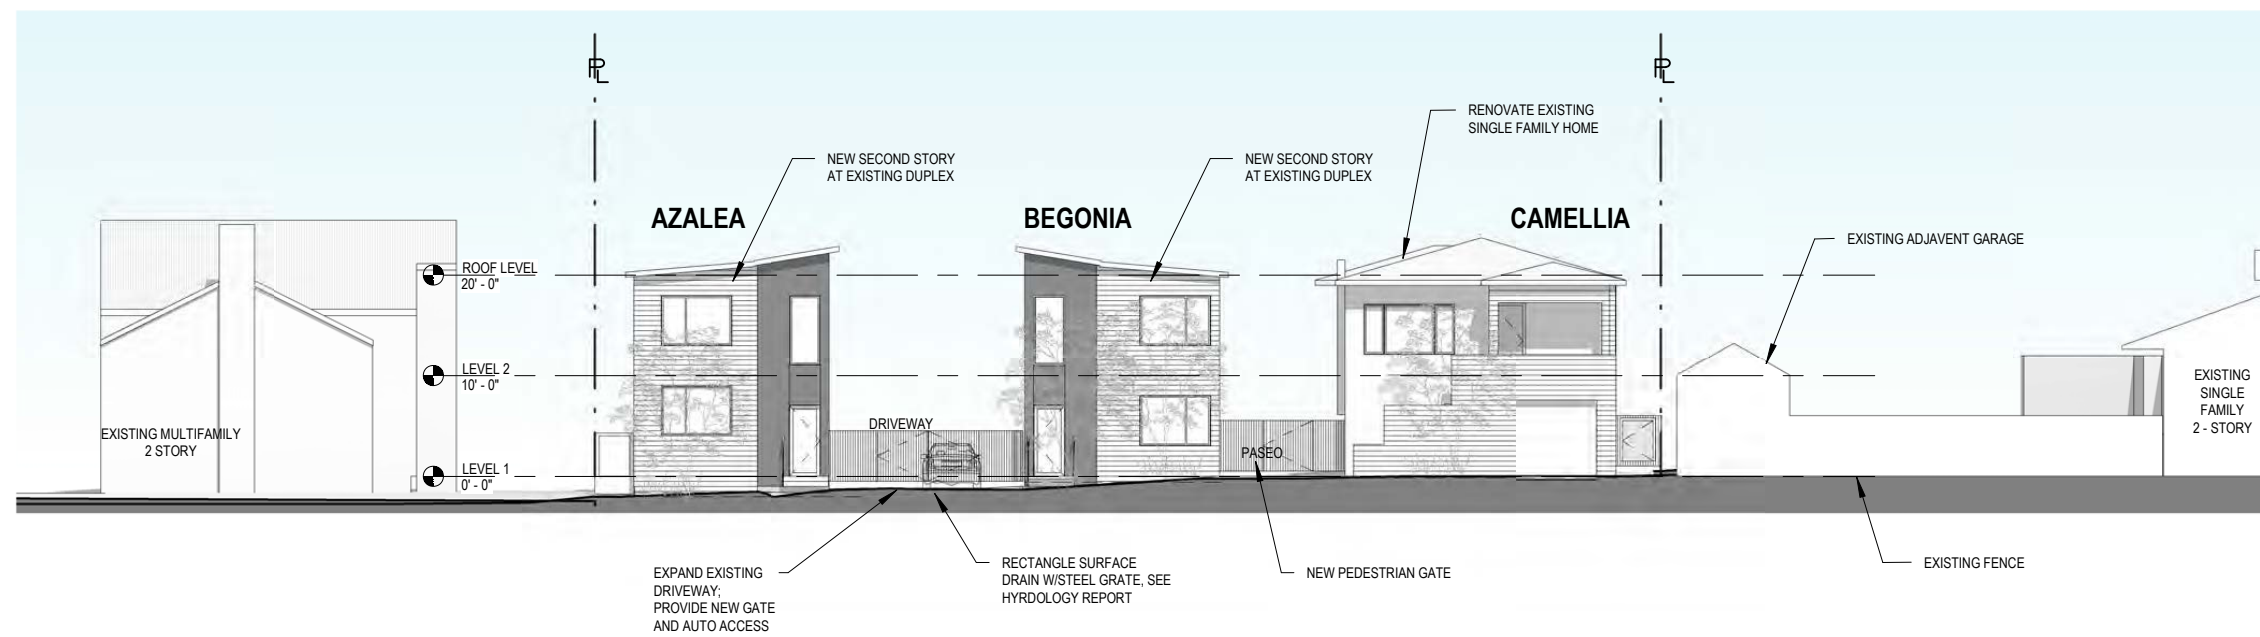 PL
PL
RENOVATE EXISTING
SINGLE FAMILY HOME
NEW SECOND STORY
AT EXISTING DUPLEX
NEW SECOND STORY
AT EXISTING DUPLEX
AZALEA
BEGONIA
CAMELLIA
EXISTING ADJAVENT GARAGE
ROOF LEVEL
20' - 0"
LEVEL 2
10' - 0"
EXISTING
SINGLE
FAMILY
2 - STORY
EXISTING MULTIFAMILY
2 STORY
DRIVEWAY
PASEO
LEVEL 1
0' - 0"
EXPAND EXISTING
DRIVEWAY;
PROVIDE NEW GATE
AND AUTO ACCESS
RECTANGLE SURFACE
DRAIN W/STEEL GRATE, SEE
HYRDOLOGY REPORT
NEW PEDESTRIAN GATE
EXISTING FENCE